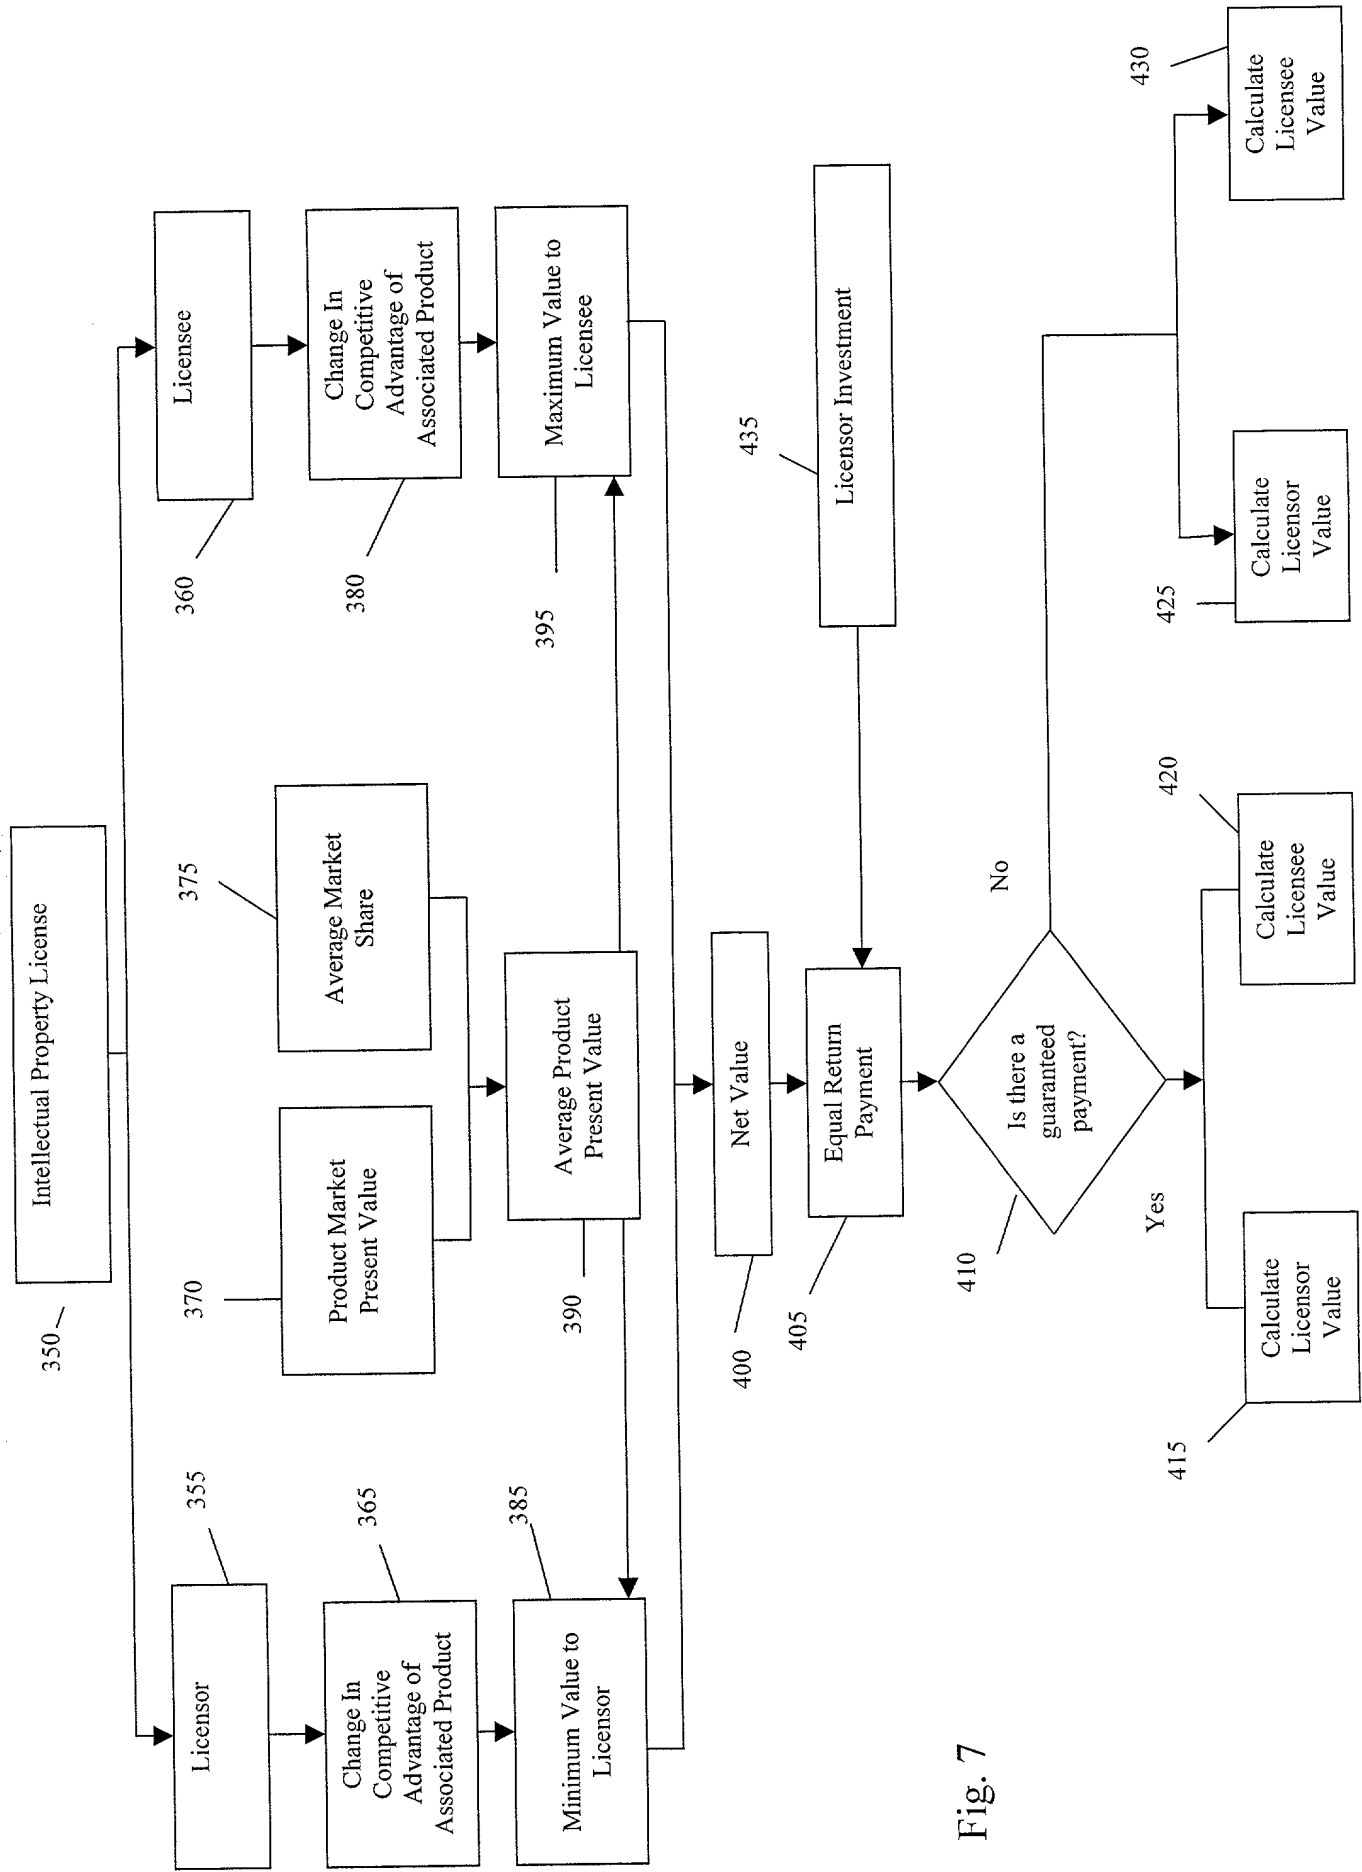 350
Intellectual Property License
355
Licensor
360
Licensee
365
Change In
Competitive
Advantage of
Associated Product
370
Product Market
Present Value
375
Average Market
Share
380
Change In
Competitive
Advantage of
Associated Product
385
Minimum Value to
Licensor
390
Average Product
Present Value
395
Maximum Value to
Licensee
400
Net Value
405
Equal Return
Payment
435
Licensor Investment
410
Is there a
guaranteed
payment?
Yes
No
415
Calculate
Licensor
Value
420
Calculate
Licensee
Value
425
Calculate
Licensor
Value
430
Calculate
Licensee
Value
Fig. 7